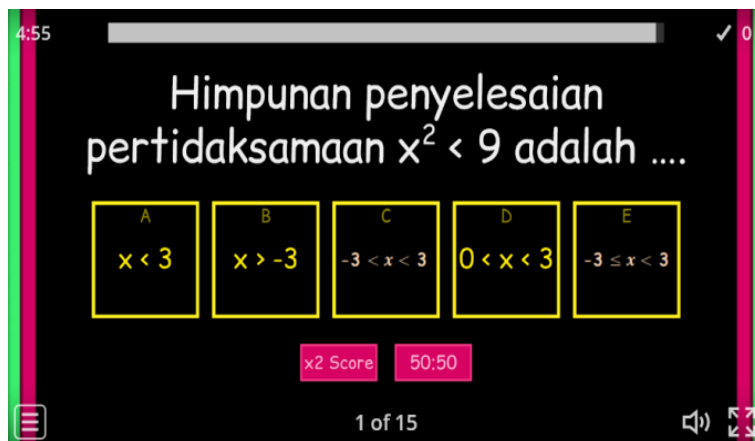 4:55
✓ 0
Himpunan penyelesaian
pertidaksamaan x² < 9 adalah ....
A
x < 3
B
x > -3
C
-3 < x < 3
D
0 < x < 3
E
-3 ≤ x < 3
x2 Score
50:50
1 of 15